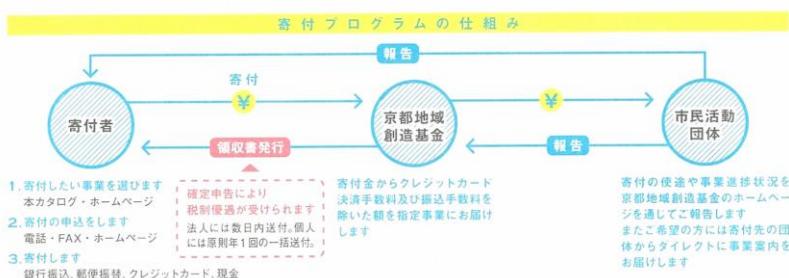 寄付プログラムの仕組み
報告
寄付
¥
¥
寄付者
京都地域
創造基金
市民活動
団体
領収書発行
報告
1.寄付したい事業を選びます
本カタログ・ホームページ
2.寄付の申込をします
電話・FAX・ホームページ
3.寄付します
銀行振込、郵便振替、クレジットカード、現金
確定申告により
税制優遇が受けられます
法人には数日内送付。個人
には原則年1回の一括送付。
寄付金からクレジットカード
決済手数料及び振込手数料を
除いた額を指定事業にお届け
します
寄付の使途や事業進捗状況を
京都地域創造基金のホームペー
ジを通じてご報告します
またご希望の方には寄付先の団
体からダイレクトに事業案内を
お届けします